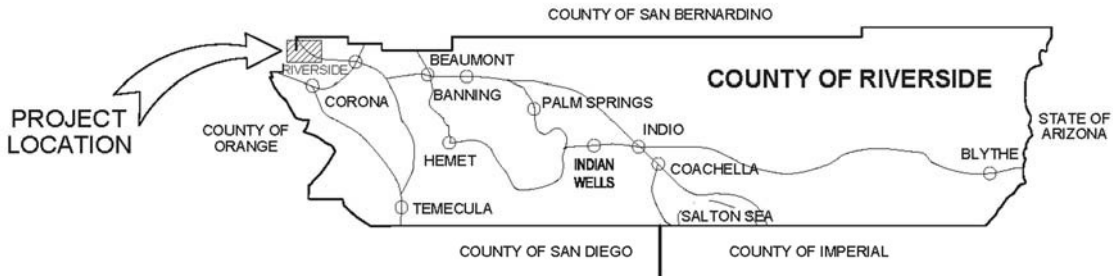 COUNTY OF SAN BERNARDINO
BEAUMONT
COUNTY OF RIVERSIDE
RIVERSIDE
BANNING
PALM SPRINGS
CORONA
PROJECT
LOCATION
COUNTY OF
ORANGE
STATE OF
ARIZONA
INDIO
BLYTHE
HEMET
INDIAN
WELLS
COACHELLA
TEMECULA
SALTON SEA
COUNTY OF SAN DIEGO
COUNTY OF IMPERIAL